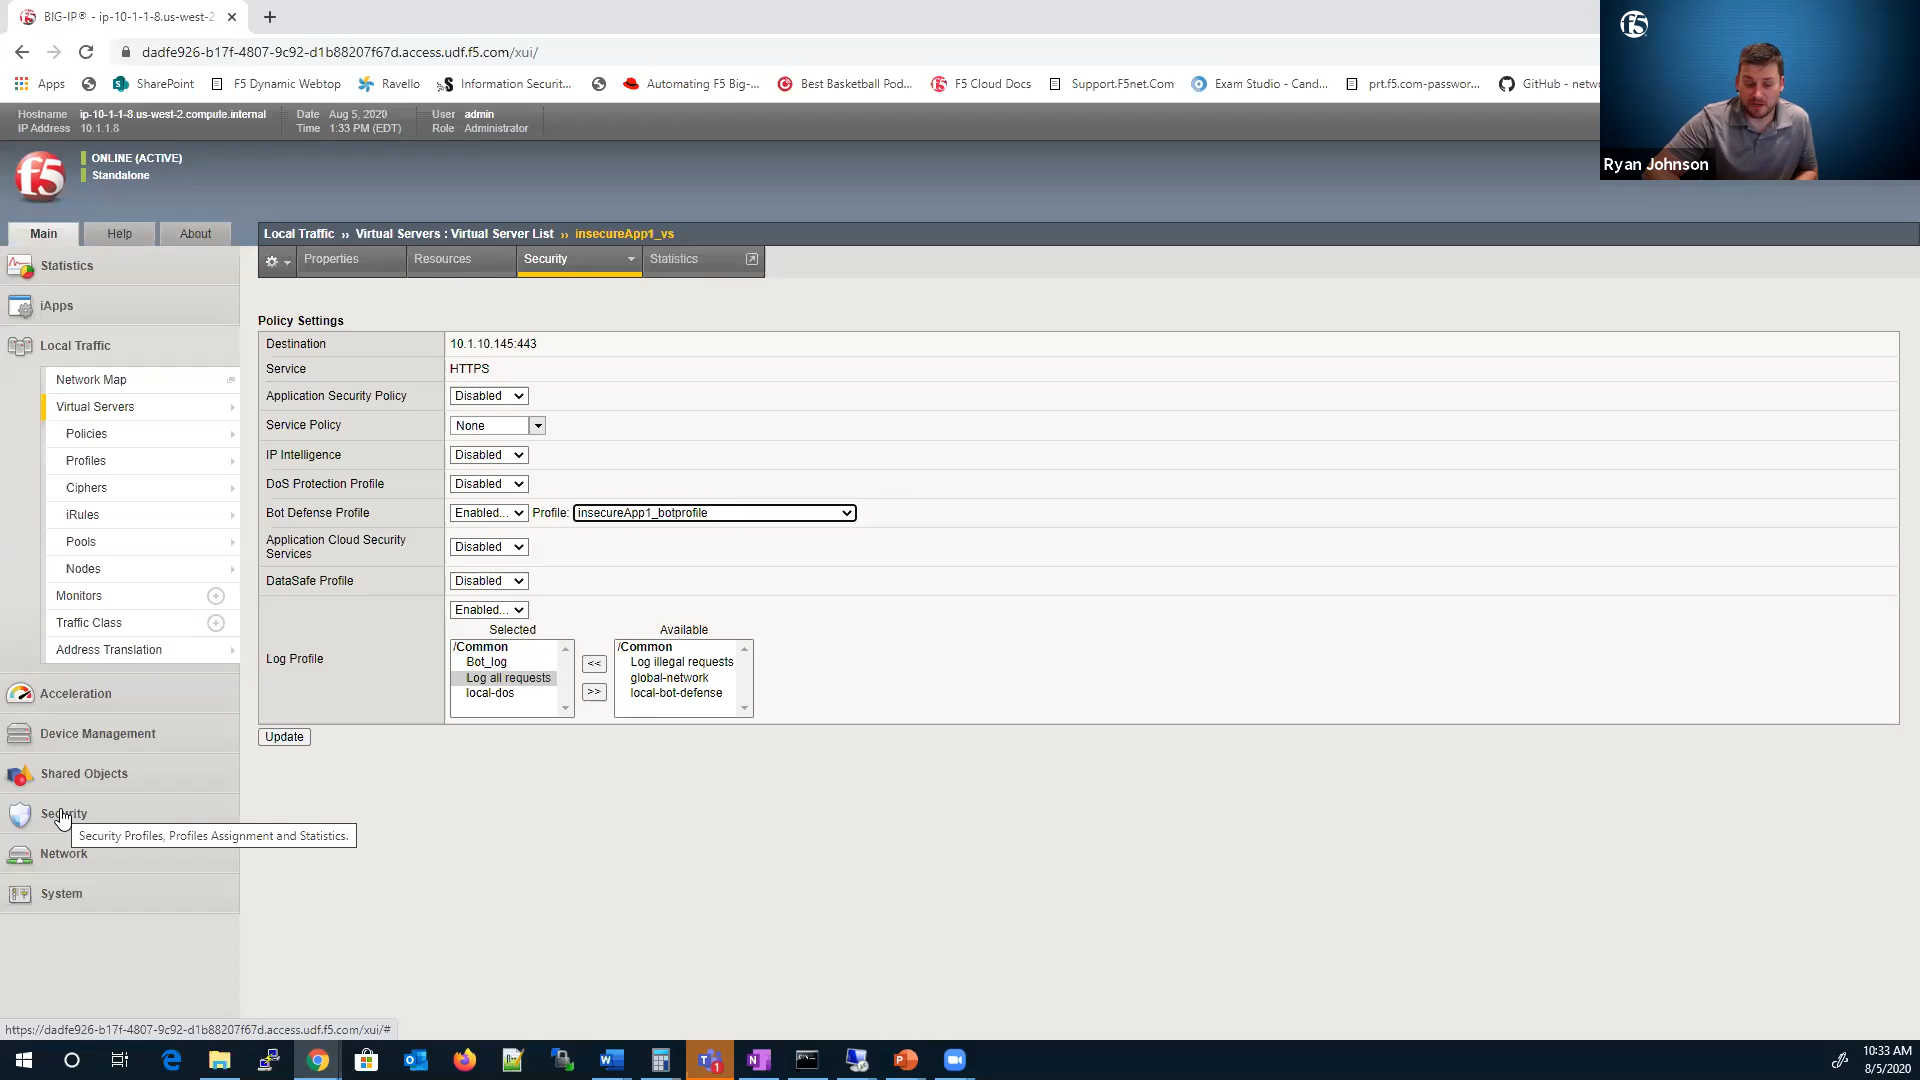 BIG-IP® - ip-10-1-1-8.us-west-2
dadfe926-b17f-4807-9c92-d1b88207f67d.access.udf.f5.com/xui/
Apps SharePoint F5 Dynamic Webtop Ravello Information Securit... Automating F5 Big-... Best Basketball Pod... F5 Cloud Docs Support.F5net.Com Exam Studio - Cand... prt.f5.com-passwor... GitHub - netw
f5
Ryan Johnson
Hostname ip-10-1-1-8.us-west-2.compute.internal Date Aug 5, 2020 User admin
IP Address 10.1.1.8 Time 1:33 PM (EDT) Role Administrator
f5
ONLINE (ACTIVE)
Standalone
Main Help About
Local Traffic ›› Virtual Servers : Virtual Server List ›› insecureApp1_vs
Properties Resources Security Statistics
Statistics
iApps
Local Traffic
Network Map
Virtual Servers
Policies
Profiles
Ciphers
iRules
Pools
Nodes
Monitors
Traffic Class
Address Translation
Acceleration
Device Management
Shared Objects
Security
Security Profiles, Profiles Assignment and Statistics.
Network
System
Policy Settings
Destination 10.1.10.145:443
Service HTTPS
Application Security Policy Disabled
Service Policy None
IP Intelligence Disabled
DoS Protection Profile Disabled
Bot Defense Profile Enabled... Profile: insecureApp1_botprofile
Application Cloud Security Services Disabled
DataSafe Profile Disabled
Log Profile Enabled...
Selected Available
/Common /Common
Bot_log Log illegal requests
Log all requests << global-network
local-dos >> local-bot-defense
Update
https://dadfe926-b17f-4807-9c92-d1b88207f67d.access.udf.f5.com/xui/#
10:33 AM
8/5/2020